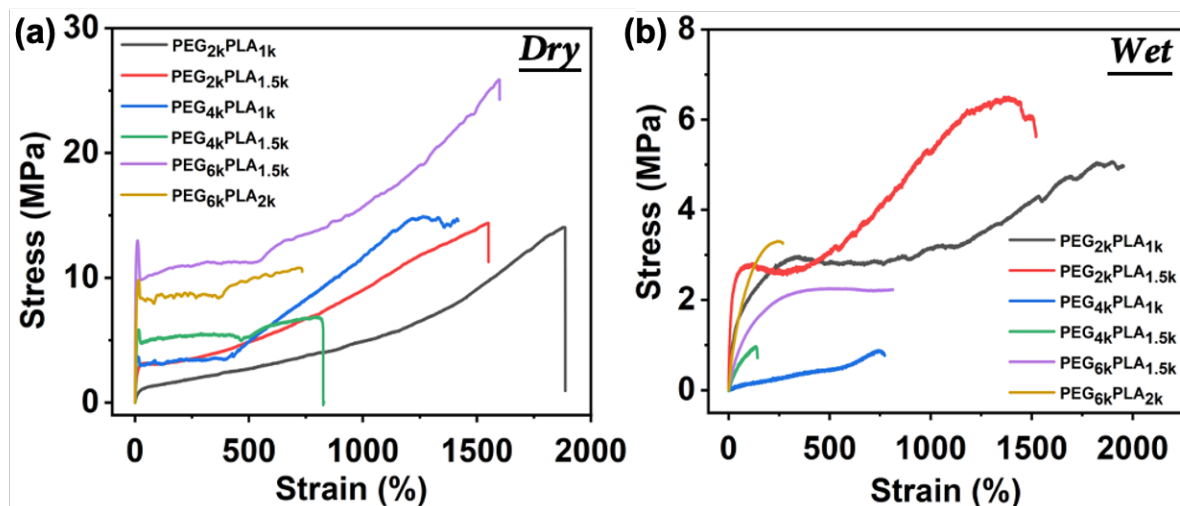 (a)
Dry
PEG2kPLA1k
PEG2kPLA1.5k
PEG4kPLA1k
PEG4kPLA1.5k
PEG6kPLA1.5k
PEG6kPLA2k
30
20
10
0
Stress (MPa)
0 500 1000 1500 2000
Strain (%)
(b)
Wet
8
6
4
2
0
Stress (MPa)
PEG2kPLA1k
PEG2kPLA1.5k
PEG4kPLA1k
PEG4kPLA1.5k
PEG6kPLA1.5k
PEG6kPLA2k
0 500 1000 1500 2000
Strain (%)